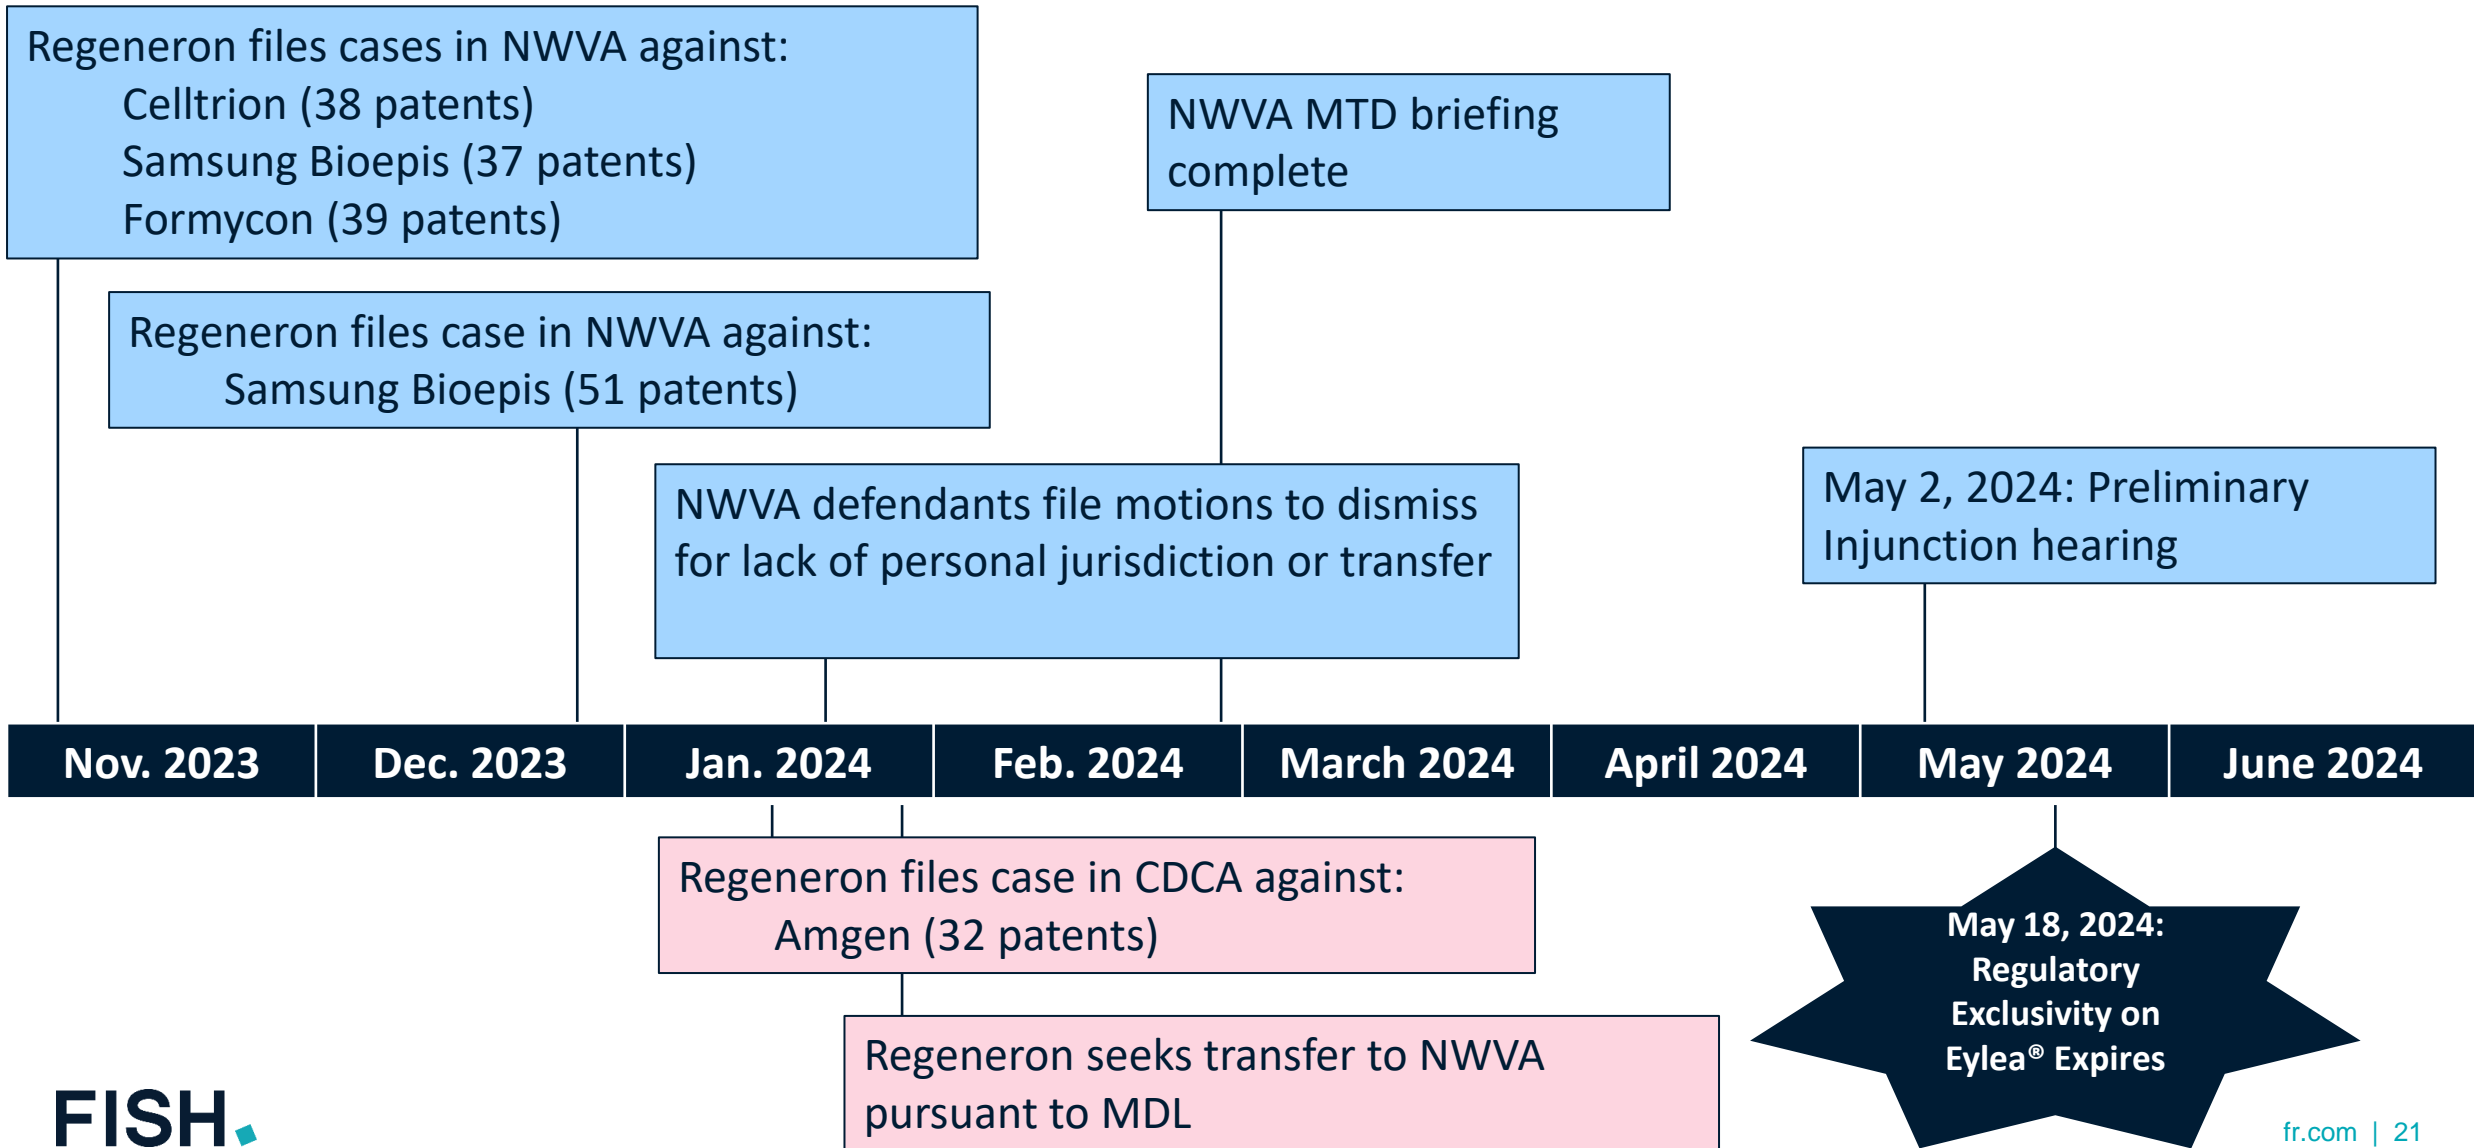 Regeneron files cases in NWVA against:
Celltrion (38 patents)
Samsung Bioepis (37 patents)
Formycon (39 patents)
NWVA MTD briefing
complete
Regeneron files case in NWVA against:
Samsung Bioepis (51 patents)
NWVA defendants file motions to dismiss
for lack of personal jurisdiction or transfer
May 2, 2024: Preliminary
Injunction hearing
Nov. 2023
Dec. 2023
Jan. 2024
Feb. 2024
March 2024
April 2024
May 2024
June 2024
Regeneron files case in CDCA against:
Amgen (32 patents)
Regeneron seeks transfer to NWVA
pursuant to MDL
May 18, 2024:
Regulatory
Exclusivity on
Eylea® Expires
FISH.
fr.com | 21